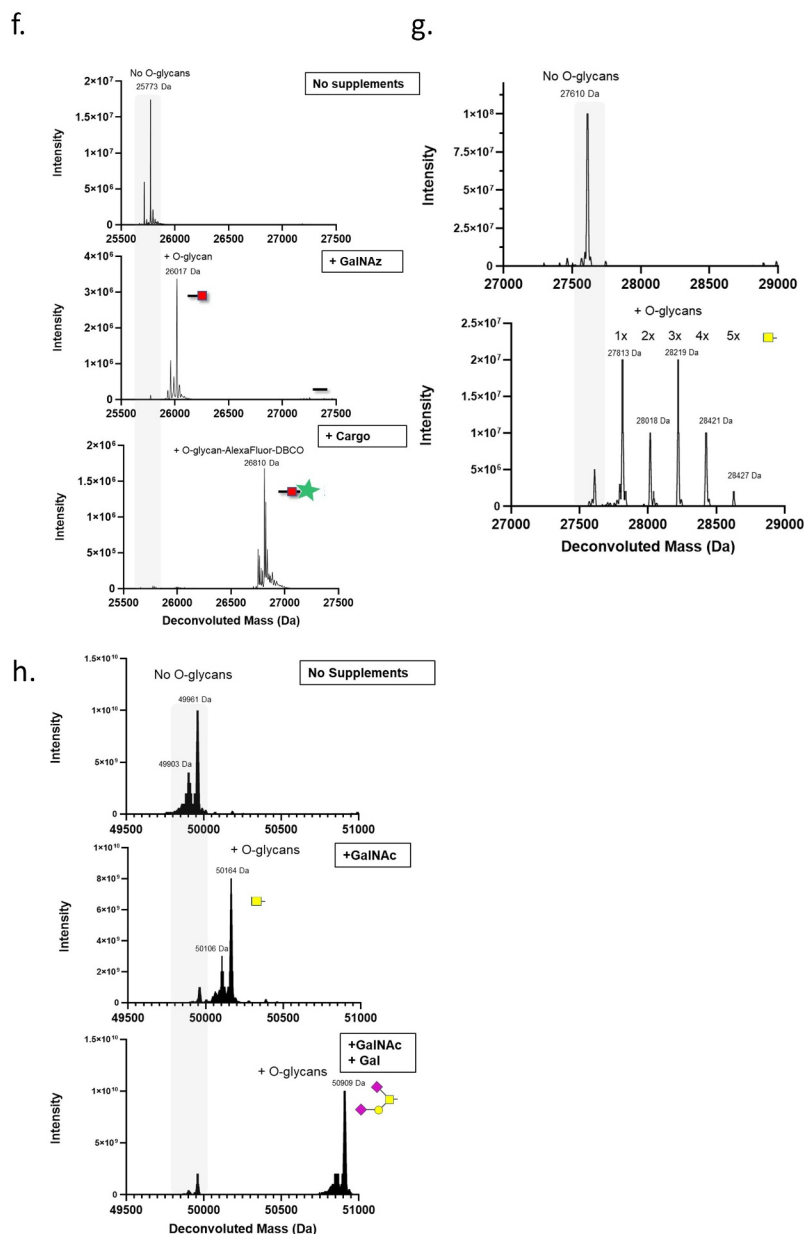 f.
No O-glycans
25773 Da
No supplements
2×10⁷
1.5×10⁷
1×10⁷
5×10⁶
0
Intensity
25500 26000 26500 27000 27500
+ O-glycan
26017 Da
+ GalNAz
4×10⁶
3×10⁶
2×10⁶
1×10⁶
0
Intensity
25500 26000 26500 27000 27500
+ Cargo
+ O-glycan-AlexaFluor-DBCO
26810 Da
2×10⁶
1.5×10⁶
1×10⁶
5×10⁵
0
Intensity
25500 26000 26500 27000 27500
Deconvoluted Mass (Da)
g.
No O-glycans
27610 Da
1×10⁸
7.5×10⁷
5×10⁷
2.5×10⁷
0
Intensity
27000 27500 28000 28500 29000
+ O-glycans
1x 2x 3x 4x 5x
2.5×10⁷
2×10⁷
1.5×10⁷
1×10⁷
5×10⁶
0
Intensity
27813 Da
28018 Da
28219 Da
28421 Da
28427 Da
27000 27500 28000 28500 29000
Deconvoluted Mass (Da)
h.
No O-glycans
No Supplements
49961 Da
49903 Da
1.5×10¹⁰
1×10¹⁰
5×10⁹
0
Intensity
49500 50000 50500 51000
+ O-glycans
+GalNAc
50164 Da
50106 Da
1×10¹⁰
8×10⁹
6×10⁹
4×10⁹
2×10⁹
0
Intensity
49500 50000 50500 51000
+GalNAc
+ Gal
+ O-glycans
50909 Da
1.5×10¹⁰
1×10¹⁰
5×10⁹
0
Intensity
49500 50000 50500 51000
Deconvoluted Mass (Da)